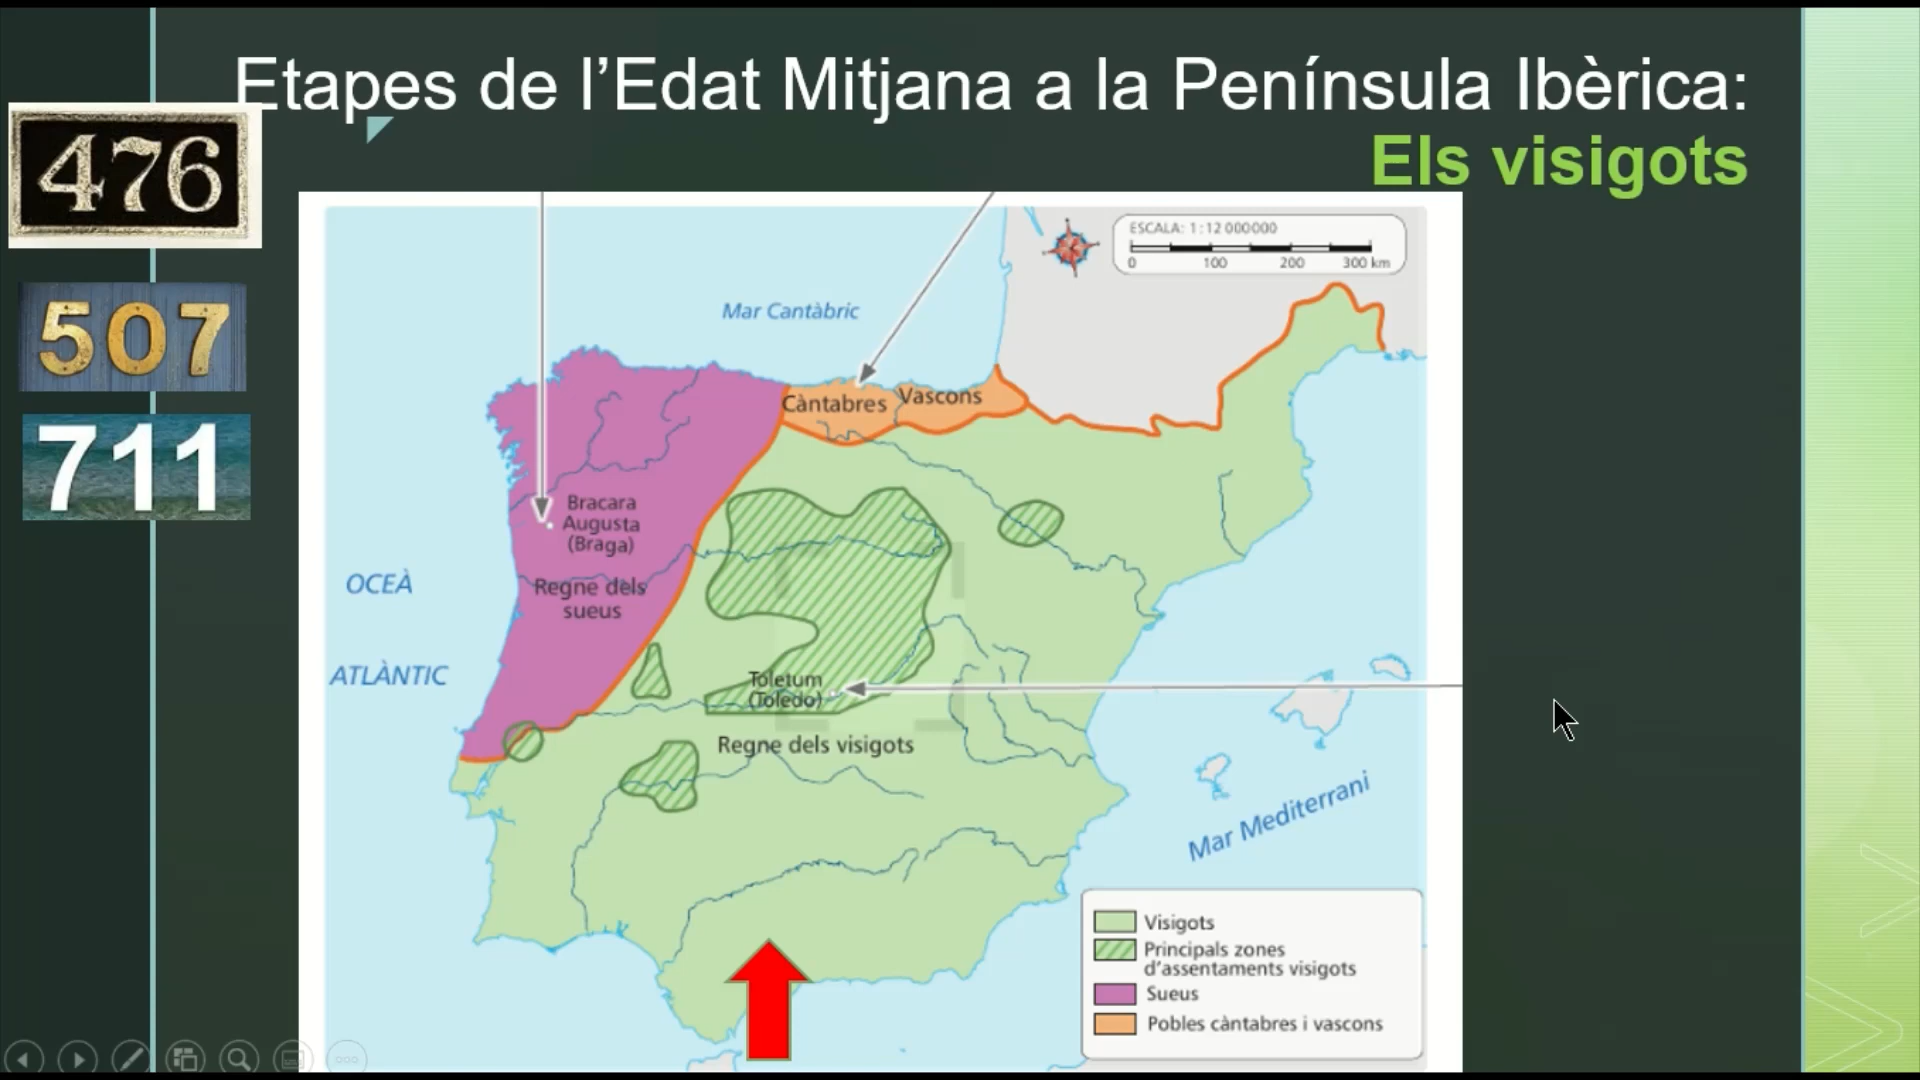 Etapes de l’Edat Mitjana a la Península Ibèrica:
Els visigots
476
507
711
ESCALA: 1:12 000000
0 100 200 300 km
Mar Cantàbric
Càntabres
Vascons
Bracara
Augusta
(Braga)
Regne dels
sueus
OCEÀ
ATLÀNTIC
Toletum
(Toledo)
Regne dels visigots
Mar Mediterrani
Visigots
Principals zones
d’assentaments visigots
Sueus
Pobles càntabres i vascons